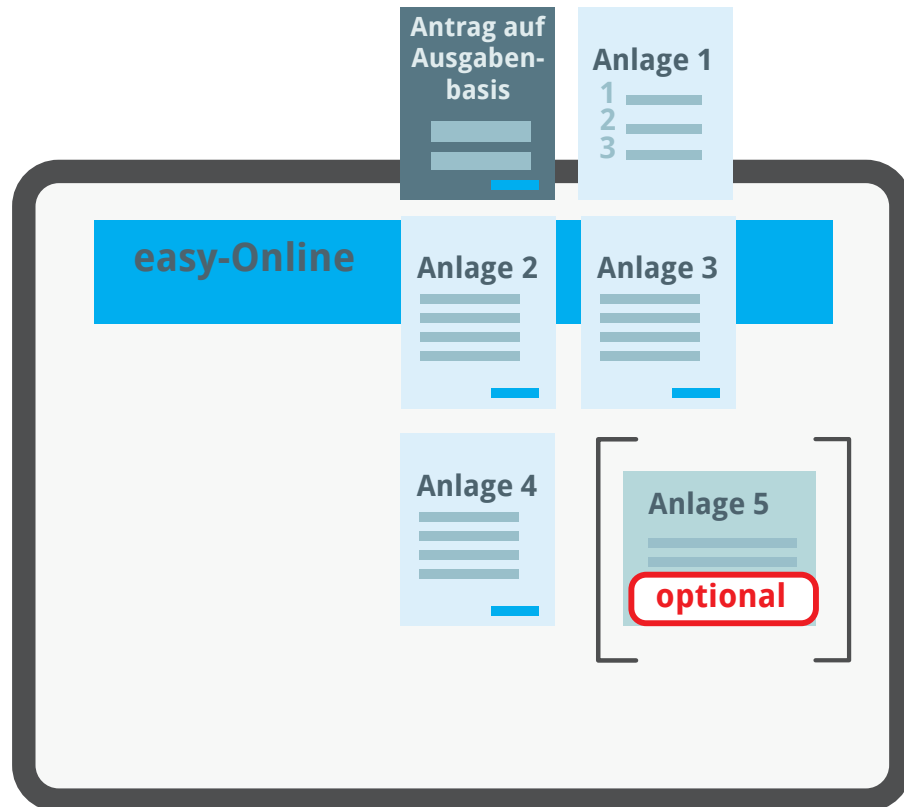 Antrag auf
Ausgaben-
basis
Anlage 1
1
2
3
easy-Online
Anlage 2
Anlage 3
Anlage 4
Anlage 5
optional